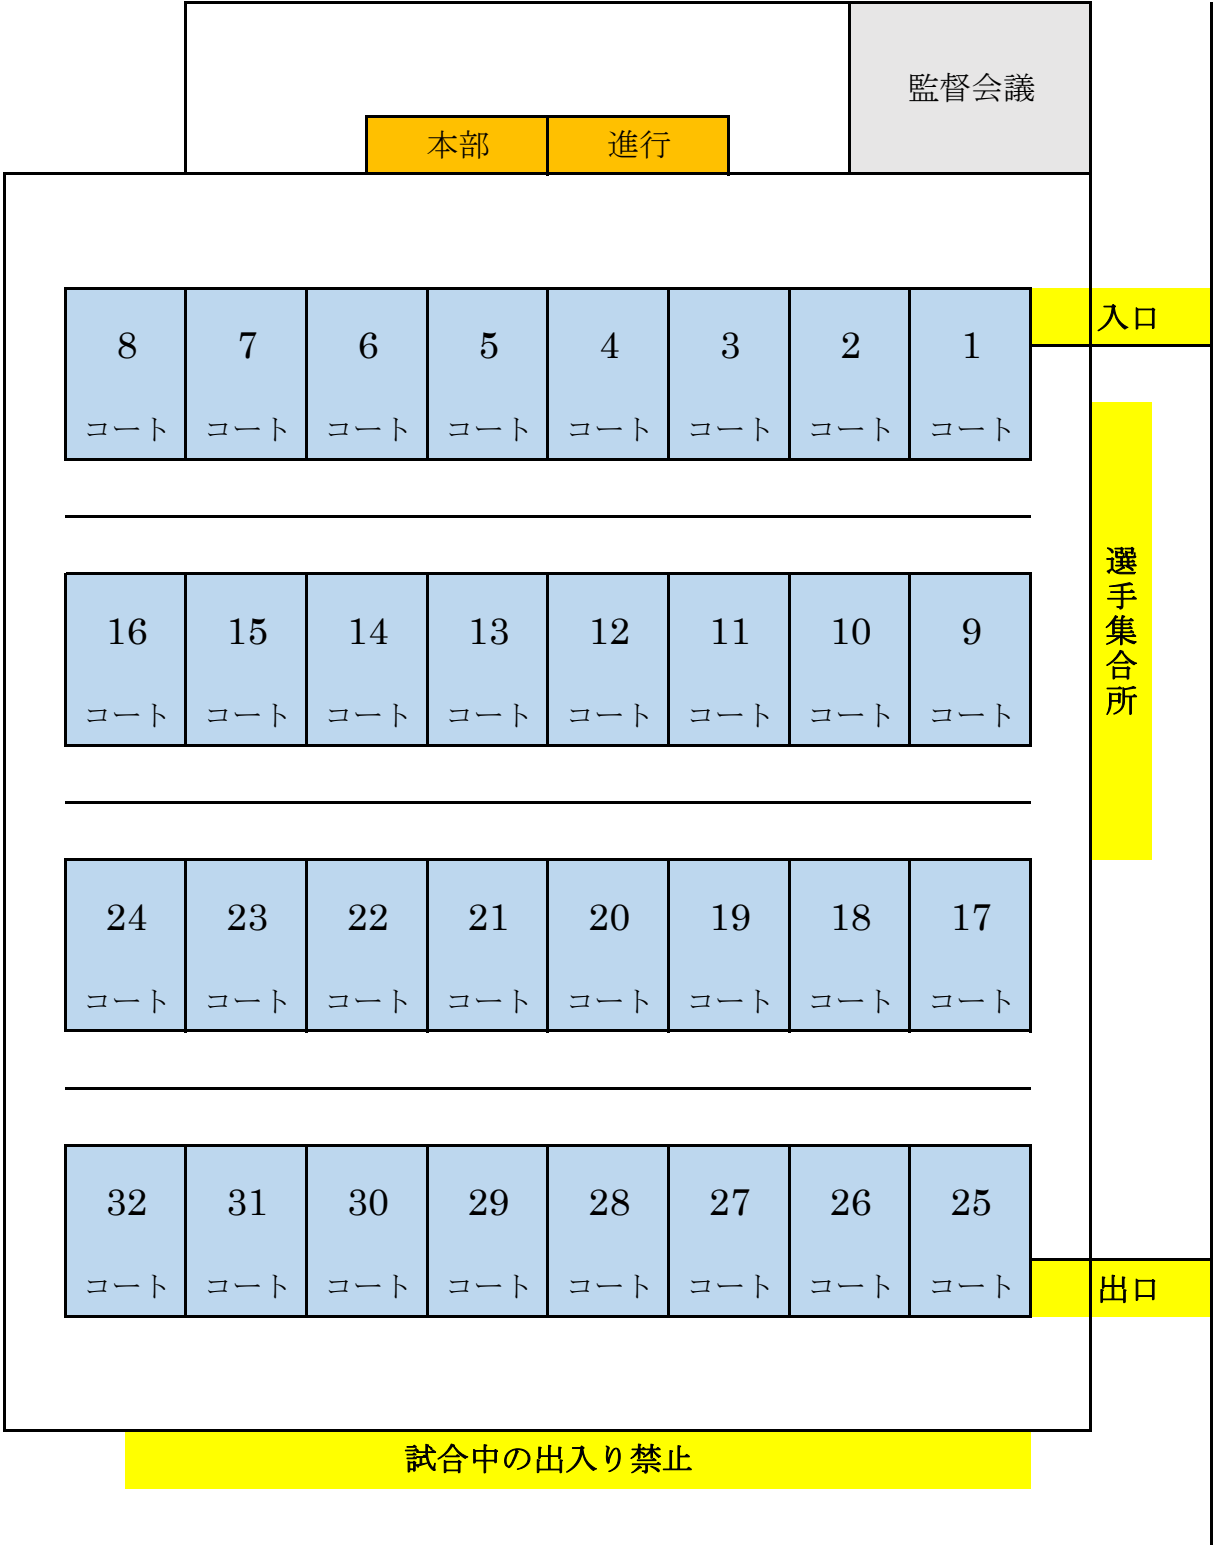 監督会議
本部 進行
入口
8 7 6 5 4 3 2 1
コート コート コート コート コート コート コート コート
選手集合所
16 15 14 13 12 11 10 9
コート コート コート コート コート コート コート コート
24 23 22 21 20 19 18 17
コート コート コート コート コート コート コート コート
32 31 30 29 28 27 26 25
コート コート コート コート コート コート コート コート
出口
試合中の出入り禁止